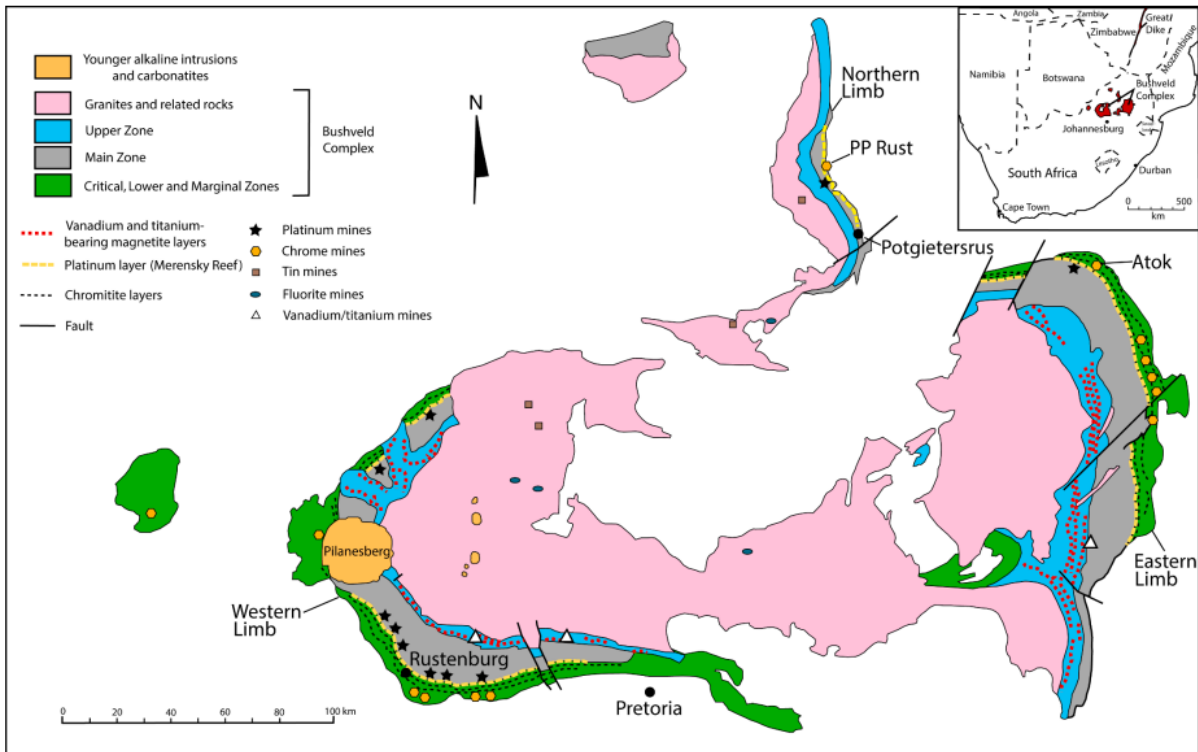 Younger alkaline intrusions
and carbonatites
Granites and related rocks
Upper Zone
Main Zone
Critical, Lower and Marginal Zones
Bushveld
Complex
Vanadium and titanium-
bearing magnetite layers
Platinum layer (Merensky Reef)
Chromitite layers
Fault
Platinum mines
Chrome mines
Tin mines
Fluorite mines
Vanadium/titanium mines
N
Northern
Limb
PP Rust
Potgietersrus
Angola
Zambia
Zimbabwe
Great
Dike
Mozambique
Namibia
Botswana
Bushveld
Complex
Johannesburg
South Africa
Lesotho
Durban
Cape Town
0 500
km
Atok
Eastern
Limb
Pilanesberg
Western
Limb
Rustenburg
Pretoria
0 20 40 60 80 100 km